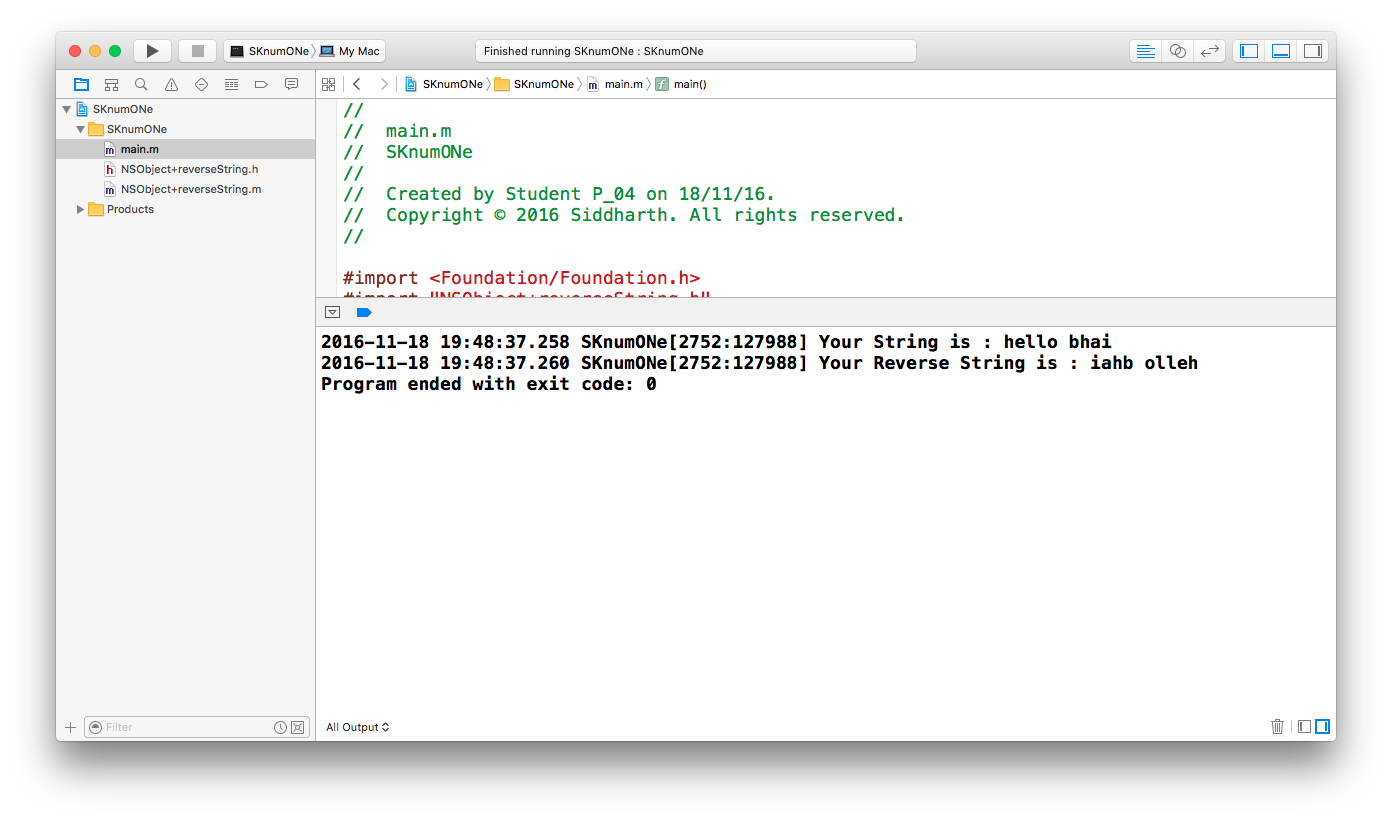 SKnumONe My Mac
Finished running SKnumONe : SKnumONe
SKnumONe SKnumONe main.m main()
SKnumONe
SKnumONe
main.m
NSObject+reverseString.h
NSObject+reverseString.m
Products
//
// main.m
// SKnumONe
//
// Created by Student P_04 on 18/11/16.
// Copyright © 2016 Siddharth. All rights reserved.
//
#import <Foundation/Foundation.h>
#import "NSObject+reverseString.h"
2016-11-18 19:48:37.258 SKnumONe[2752:127988] Your String is : hello bhai
2016-11-18 19:48:37.260 SKnumONe[2752:127988] Your Reverse String is : iahb olleh
Program ended with exit code: 0
Filter
All Output